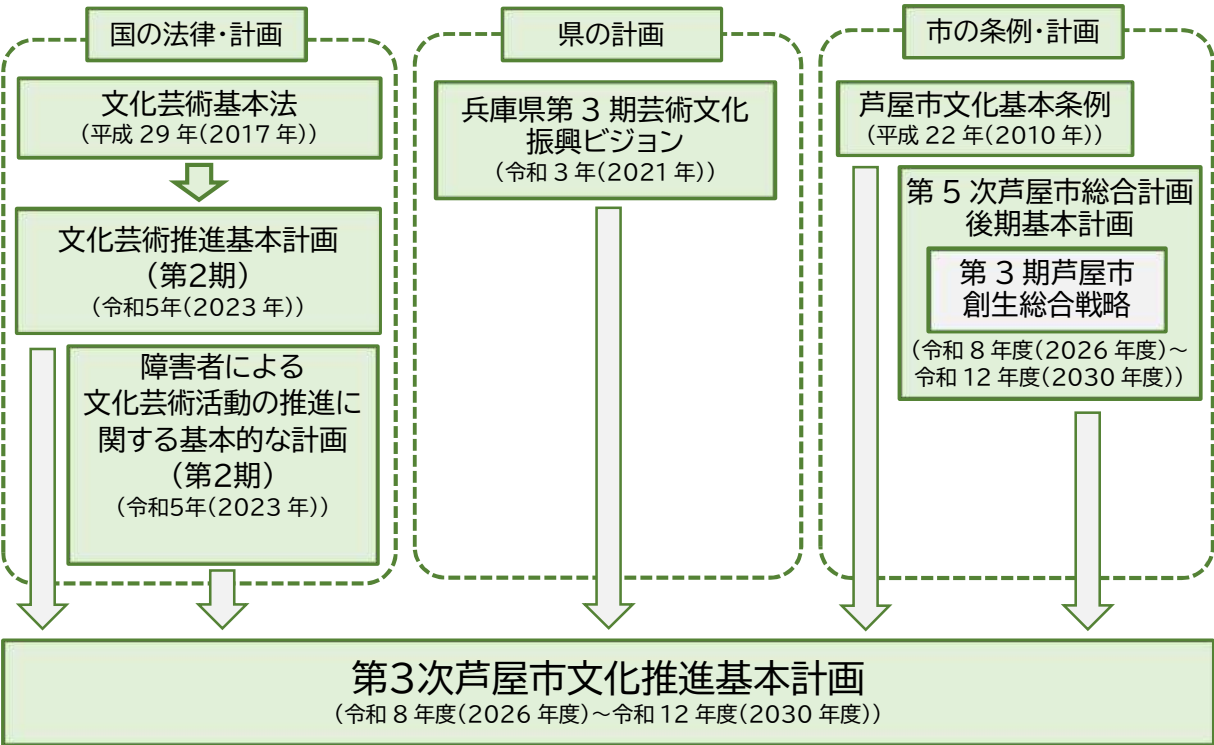 国の法律・計画
文化芸術基本法
（平成 29 年（2017 年））
文化芸術推進基本計画
（第2期）
（令和5年（2023 年））
障害者による
文化芸術活動の推進に
関する基本的な計画
（第2期）
（令和5年（2023 年））
県の計画
兵庫県第 3 期芸術文化
振興ビジョン
（令和 3 年（2021 年））
市の条例・計画
芦屋市文化基本条例
（平成 22 年（2010 年））
第 5 次芦屋市総合計画
後期基本計画
第 3 期芦屋市
創生総合戦略
（令和 8 年度（2026 年度）～
令和 12 年度（2030 年度））
第3次芦屋市文化推進基本計画
（令和 8 年度（2026 年度）～令和 12 年度（2030 年度））